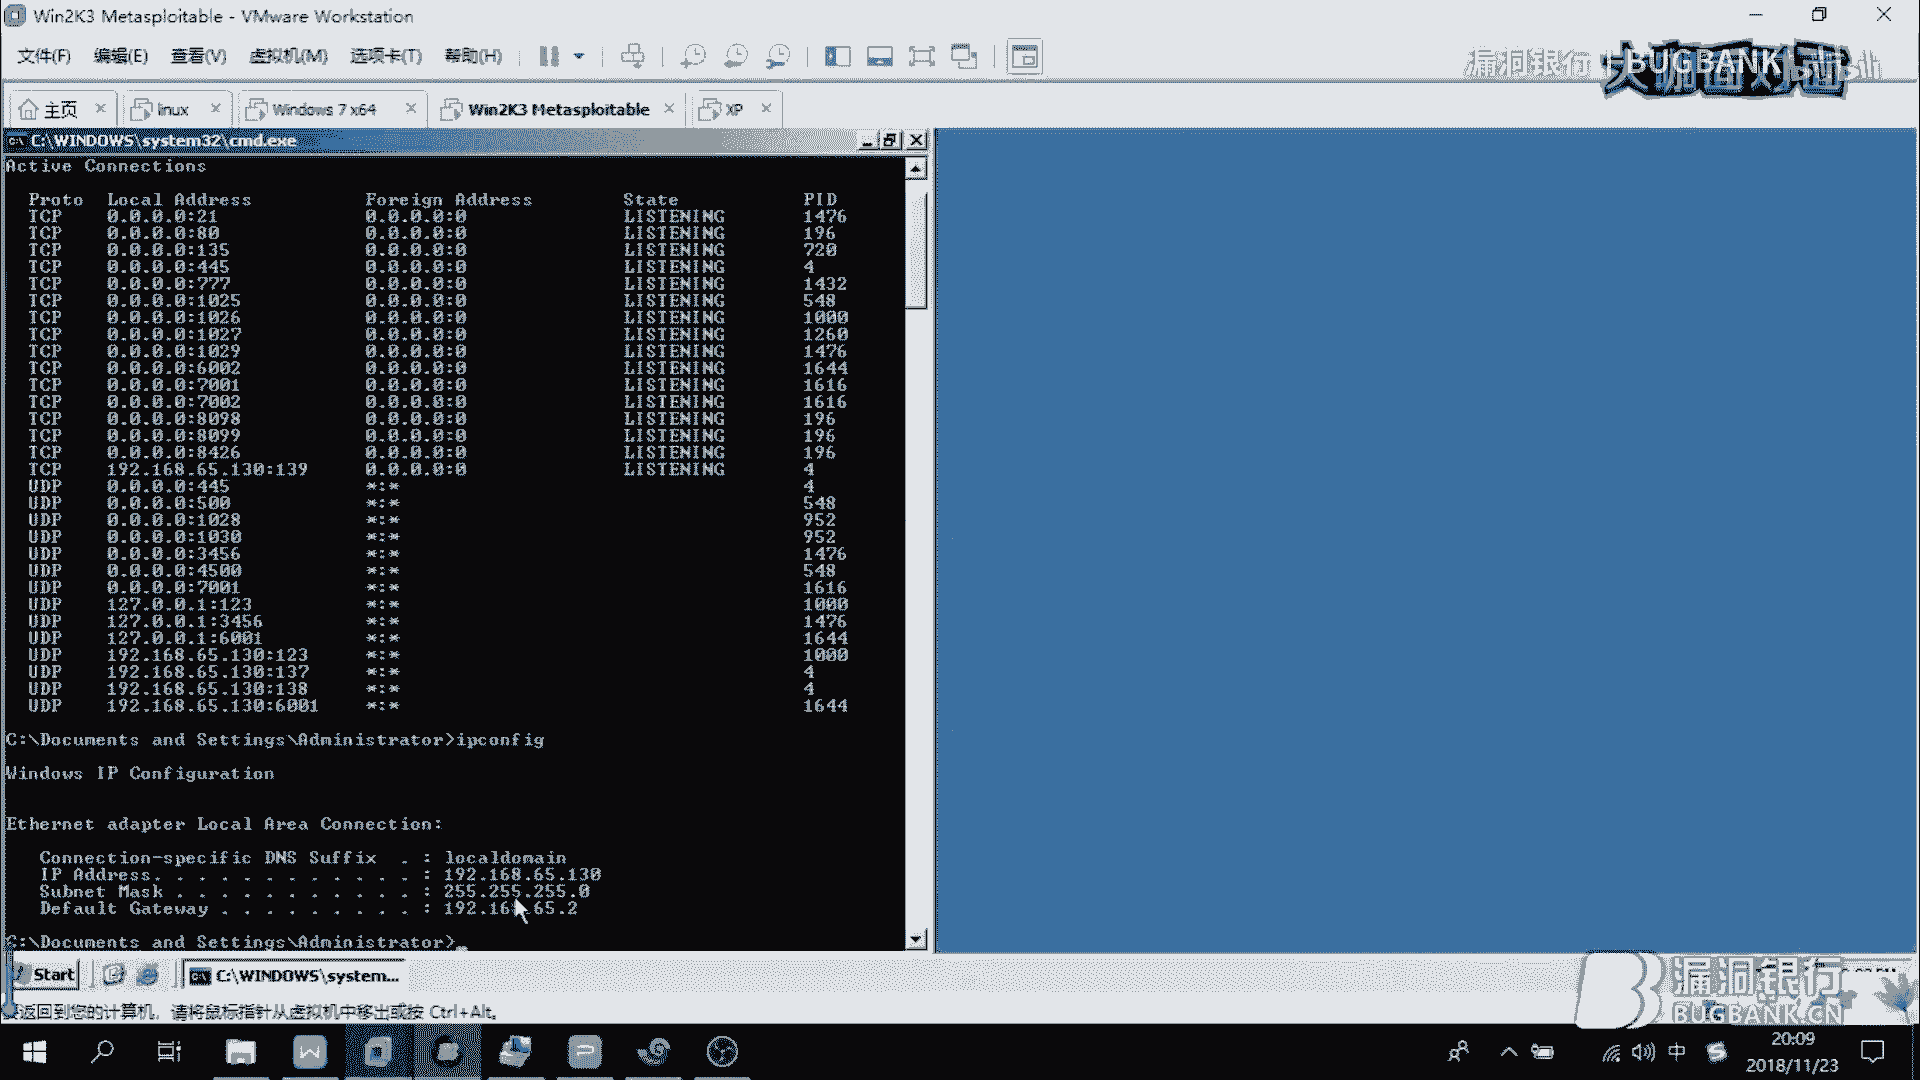 Win2K3 Metasploitable - VMware Workstation
文件(F) 编辑(E) 查看(V) 虚拟机(M) 选项卡(T) 帮助(H)
漏洞银行 BUGBANK
主页 linux Windows 7 x64 Win2K3 Metasploitable XP
C:\WINDOWS\system32\cmd.exe
Active Connections
Proto Local Address Foreign Address State PID
TCP 0.0.0.0:21 0.0.0.0:0 LISTENING 1476
TCP 0.0.0.0:80 0.0.0.0:0 LISTENING 196
TCP 0.0.0.0:135 0.0.0.0:0 LISTENING 720
TCP 0.0.0.0:445 0.0.0.0:0 LISTENING 4
TCP 0.0.0.0:777 0.0.0.0:0 LISTENING 1432
TCP 0.0.0.0:1025 0.0.0.0:0 LISTENING 548
TCP 0.0.0.0:1026 0.0.0.0:0 LISTENING 1000
TCP 0.0.0.0:1027 0.0.0.0:0 LISTENING 1260
TCP 0.0.0.0:1029 0.0.0.0:0 LISTENING 1476
TCP 0.0.0.0:6002 0.0.0.0:0 LISTENING 1644
TCP 0.0.0.0:7001 0.0.0.0:0 LISTENING 1616
TCP 0.0.0.0:7002 0.0.0.0:0 LISTENING 1616
TCP 0.0.0.0:8098 0.0.0.0:0 LISTENING 196
TCP 0.0.0.0:8099 0.0.0.0:0 LISTENING 196
TCP 0.0.0.0:8426 0.0.0.0:0 LISTENING 196
TCP 192.168.65.130:139 0.0.0.0:0 LISTENING 4
UDP 0.0.0.0:445 *:* 4
UDP 0.0.0.0:500 *:* 548
UDP 0.0.0.0:1028 *:* 952
UDP 0.0.0.0:1030 *:* 952
UDP 0.0.0.0:3456 *:* 1476
UDP 0.0.0.0:4500 *:* 548
UDP 0.0.0.0:7001 *:* 1616
UDP 127.0.0.1:123 *:* 1000
UDP 127.0.0.1:3456 *:* 1476
UDP 127.0.0.1:6001 *:* 1644
UDP 192.168.65.130:123 *:* 1000
UDP 192.168.65.130:137 *:* 4
UDP 192.168.65.130:138 *:* 4
UDP 192.168.65.130:6001 *:* 1644
C:\Documents and Settings\Administrator>ipconfig
Windows IP Configuration
Ethernet adapter Local Area Connection:
Connection-specific DNS Suffix . : localdomain
IP Address. . . . . . . . . . . . : 192.168.65.130
Subnet Mask . . . . . . . . . . . : 255.255.255.0
Default Gateway . . . . . . . . . : 192.168.65.2
C:\Documents and Settings\Administrator>_
Start C:\WINDOWS\system...
漏洞银行
BUGBANK.CN
返回到您的计算机，请将鼠标指针从虚拟机中移出或按 Ctrl+Alt。
中
20:09
2018/11/23